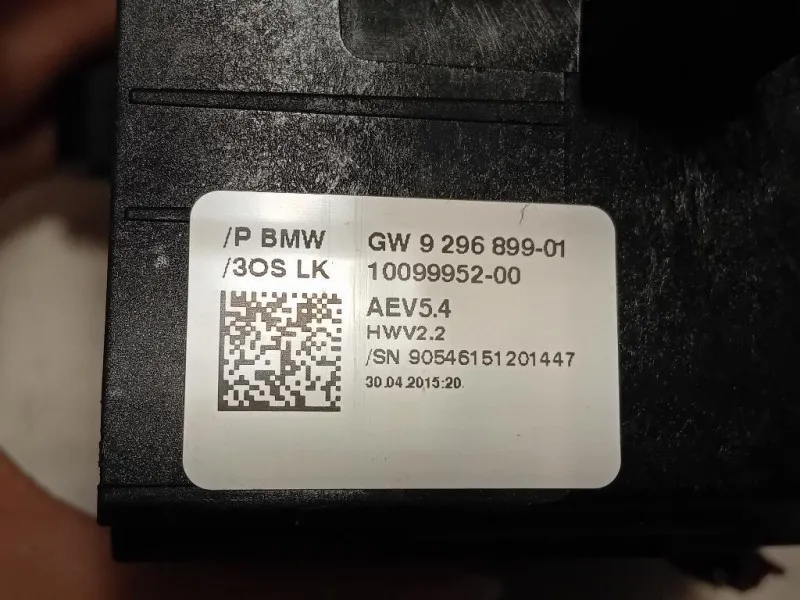 /P BMW GW 9 296 899-01
/3OS LK 10099952-00
AEV5.4
HWV2.2
/SN 90546151201447
30.04.2015:20.